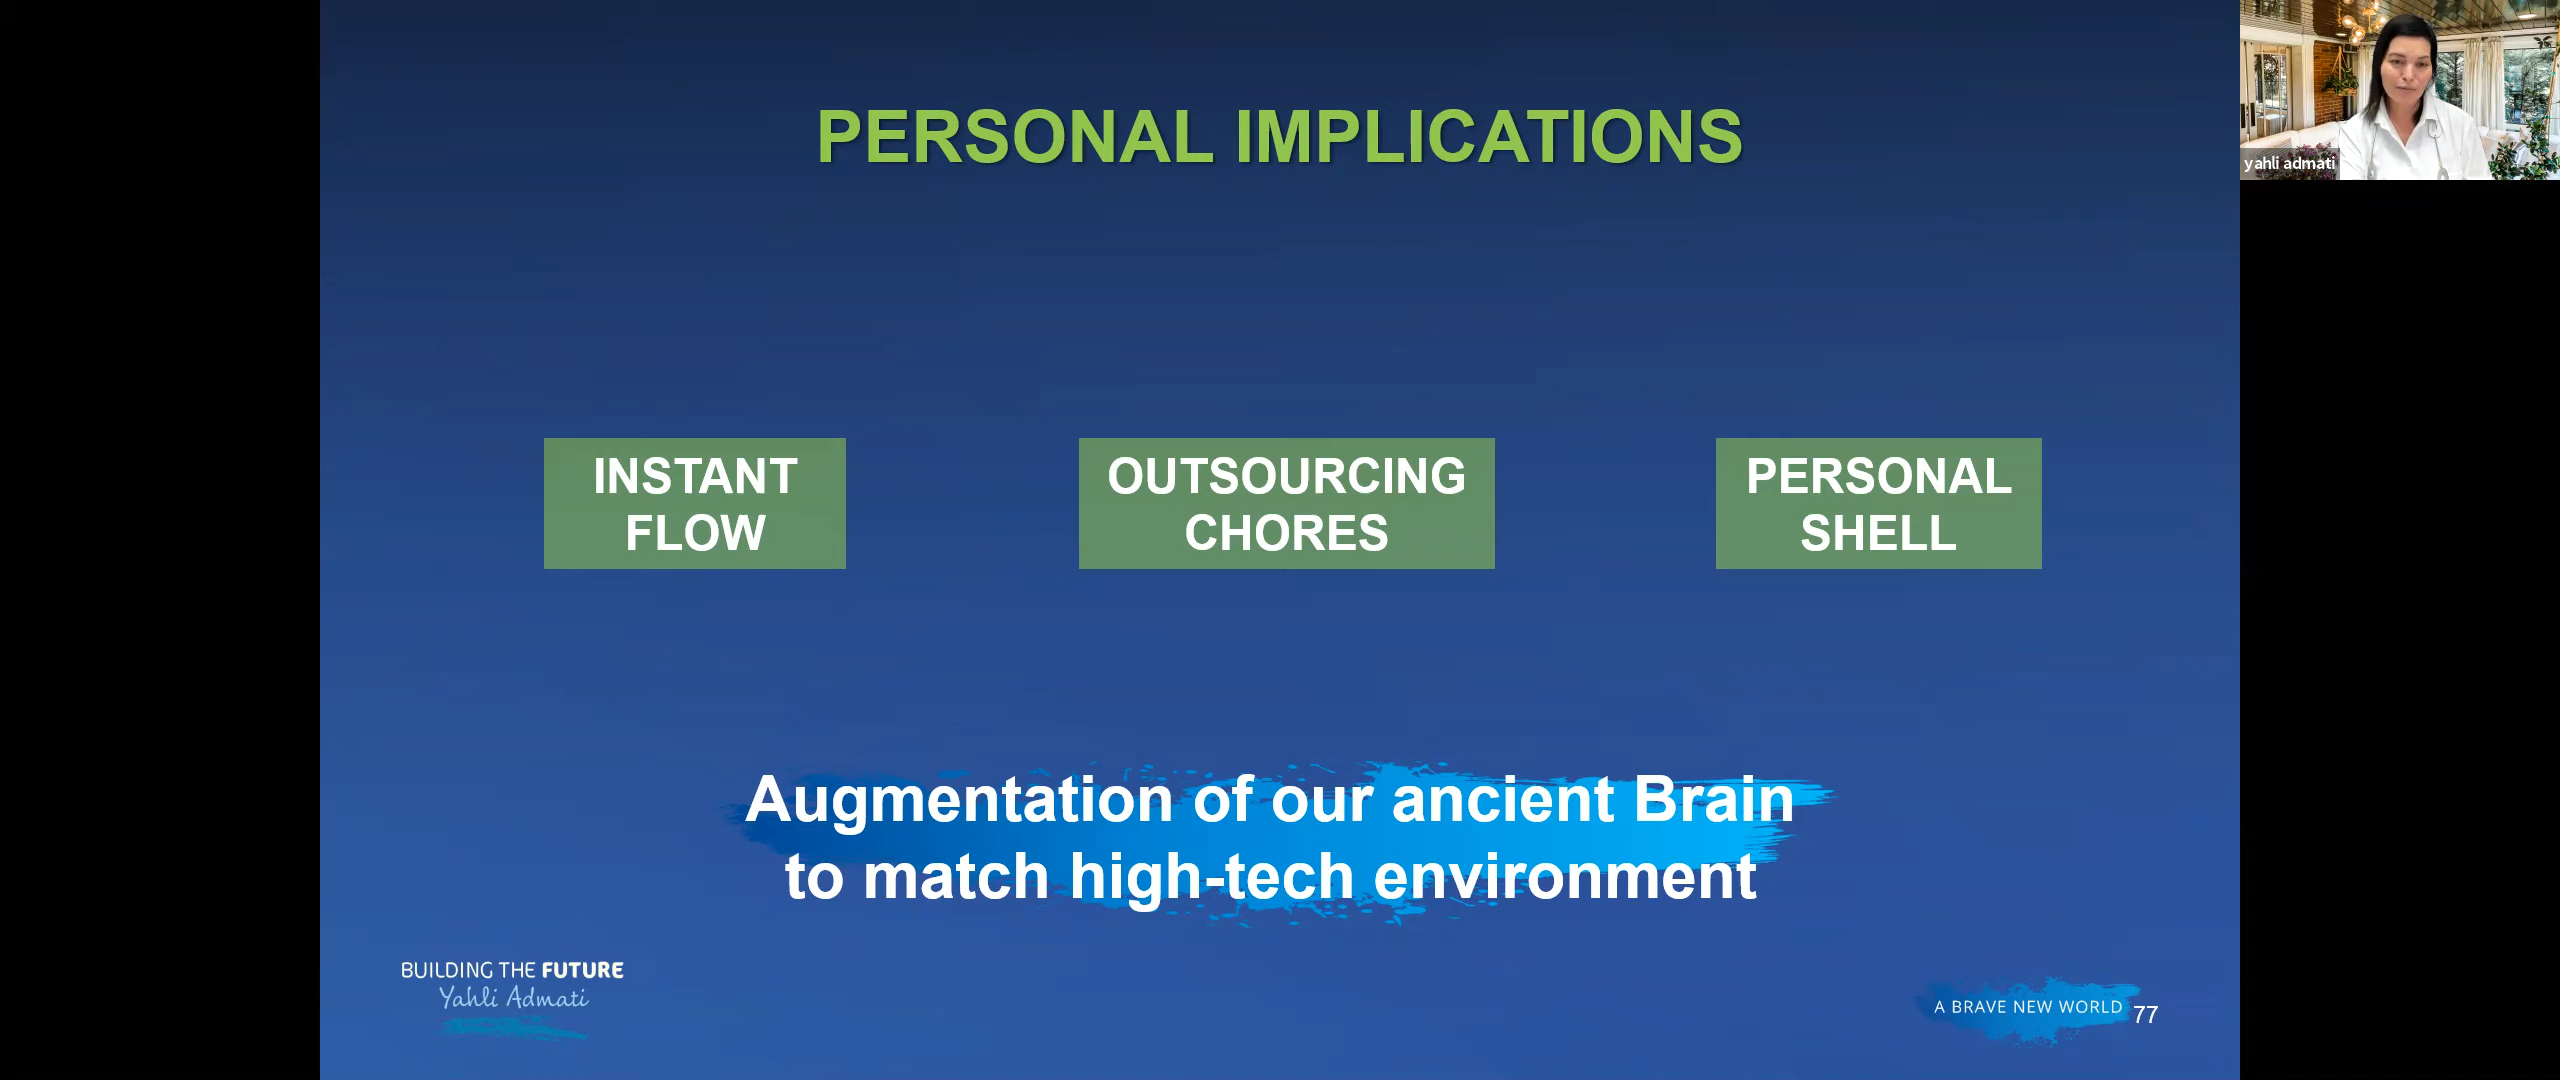 PERSONAL IMPLICATIONS
yahli admati
INSTANT
FLOW
OUTSOURCING
CHORES
PERSONAL
SHELL
Augmentation of our ancient Brain
to match high-tech environment
BUILDING THE FUTURE
Yahli Admati
A BRAVE NEW WORLD
77